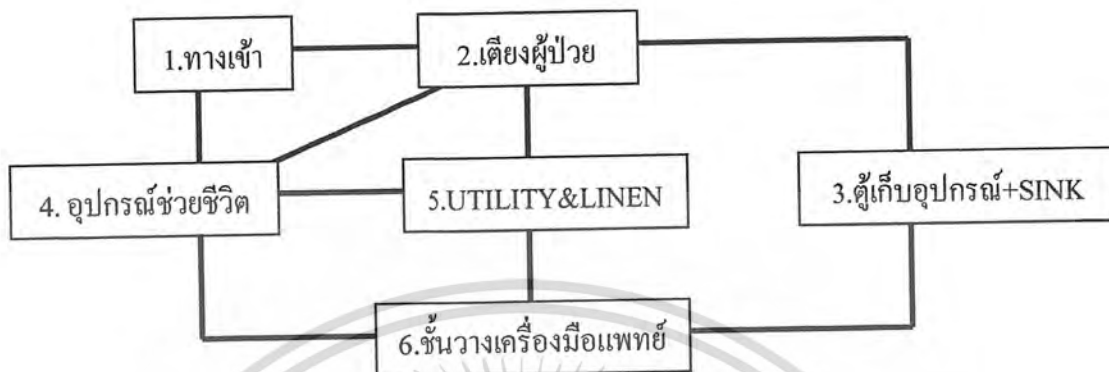 1.ทางเข้า
2.เตียงผู้ป่วย
4. อุปกรณ์ช่วยชีวิต
5.UTILITY&LINEN
3.ตู้เก็บอุปกรณ์+SINK
6.ชั้นวางเครื่องมือแพทย์